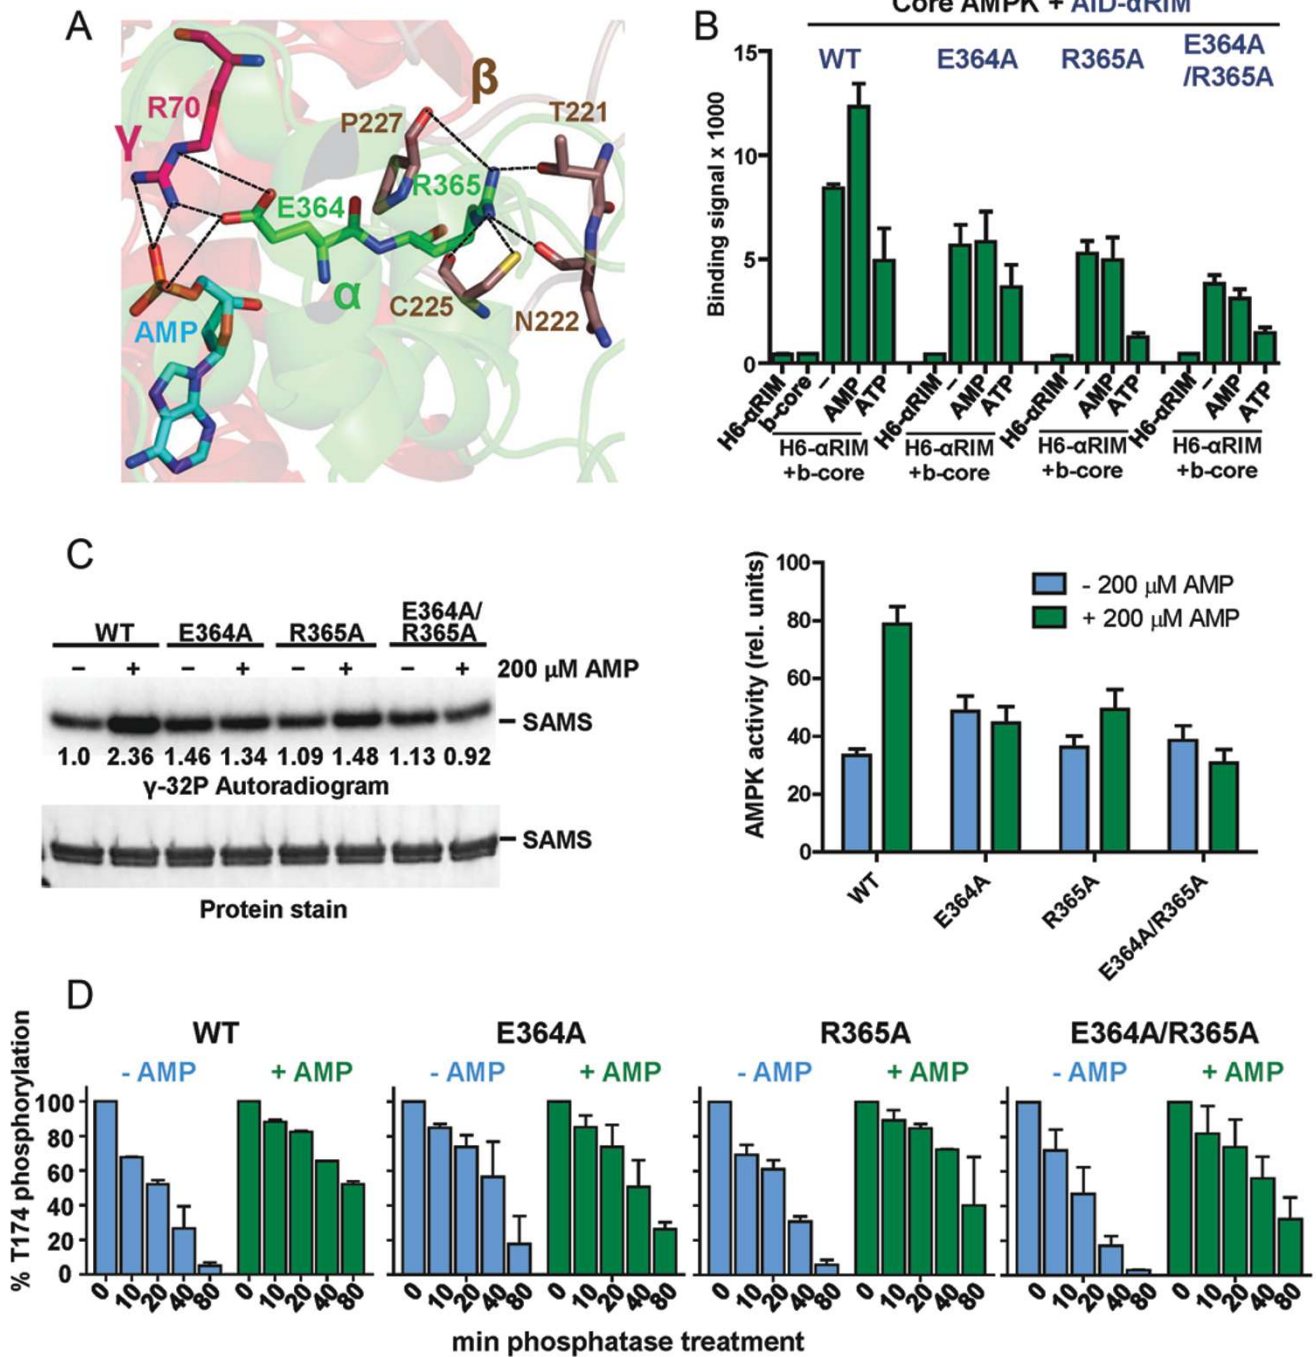 A
R70
γ
P227
β
T221
E364
R365
α
C225
N222
AMP
B
Core AMPK + AID-αRIM
WT
E364A
R365A
E364A
/R365A
Binding signal x 1000
15
10
5
0
H6-αRIM
b-core
–
AMP
ATP
H6-αRIM
–
AMP
ATP
H6-αRIM
–
AMP
ATP
H6-αRIM
–
AMP
ATP
H6-αRIM
+b-core
H6-αRIM
+b-core
H6-αRIM
+b-core
H6-αRIM
+b-core
C
WT
E364A
R365A
E364A/
R365A
– + – + – + – + 200 µM AMP
– SAMS
1.0 2.36 1.46 1.34 1.09 1.48 1.13 0.92
γ-32P Autoradiogram
– SAMS
Protein stain
AMPK activity (rel. units)
100
80
60
40
20
0
- 200 µM AMP
+ 200 µM AMP
WT
E364A
R365A
E364A/R365A
D
WT
E364A
R365A
E364A/R365A
- AMP + AMP - AMP + AMP - AMP + AMP - AMP + AMP
% T174 phosphorylation
100
80
60
40
20
0
0 10 20 40 80 0 10 20 40 80 0 10 20 40 80 0 10 20 40 80 0 10 20 40 80 0 10 20 40 80 0 10 20 40 80 0 10 20 40 80
min phosphatase treatment